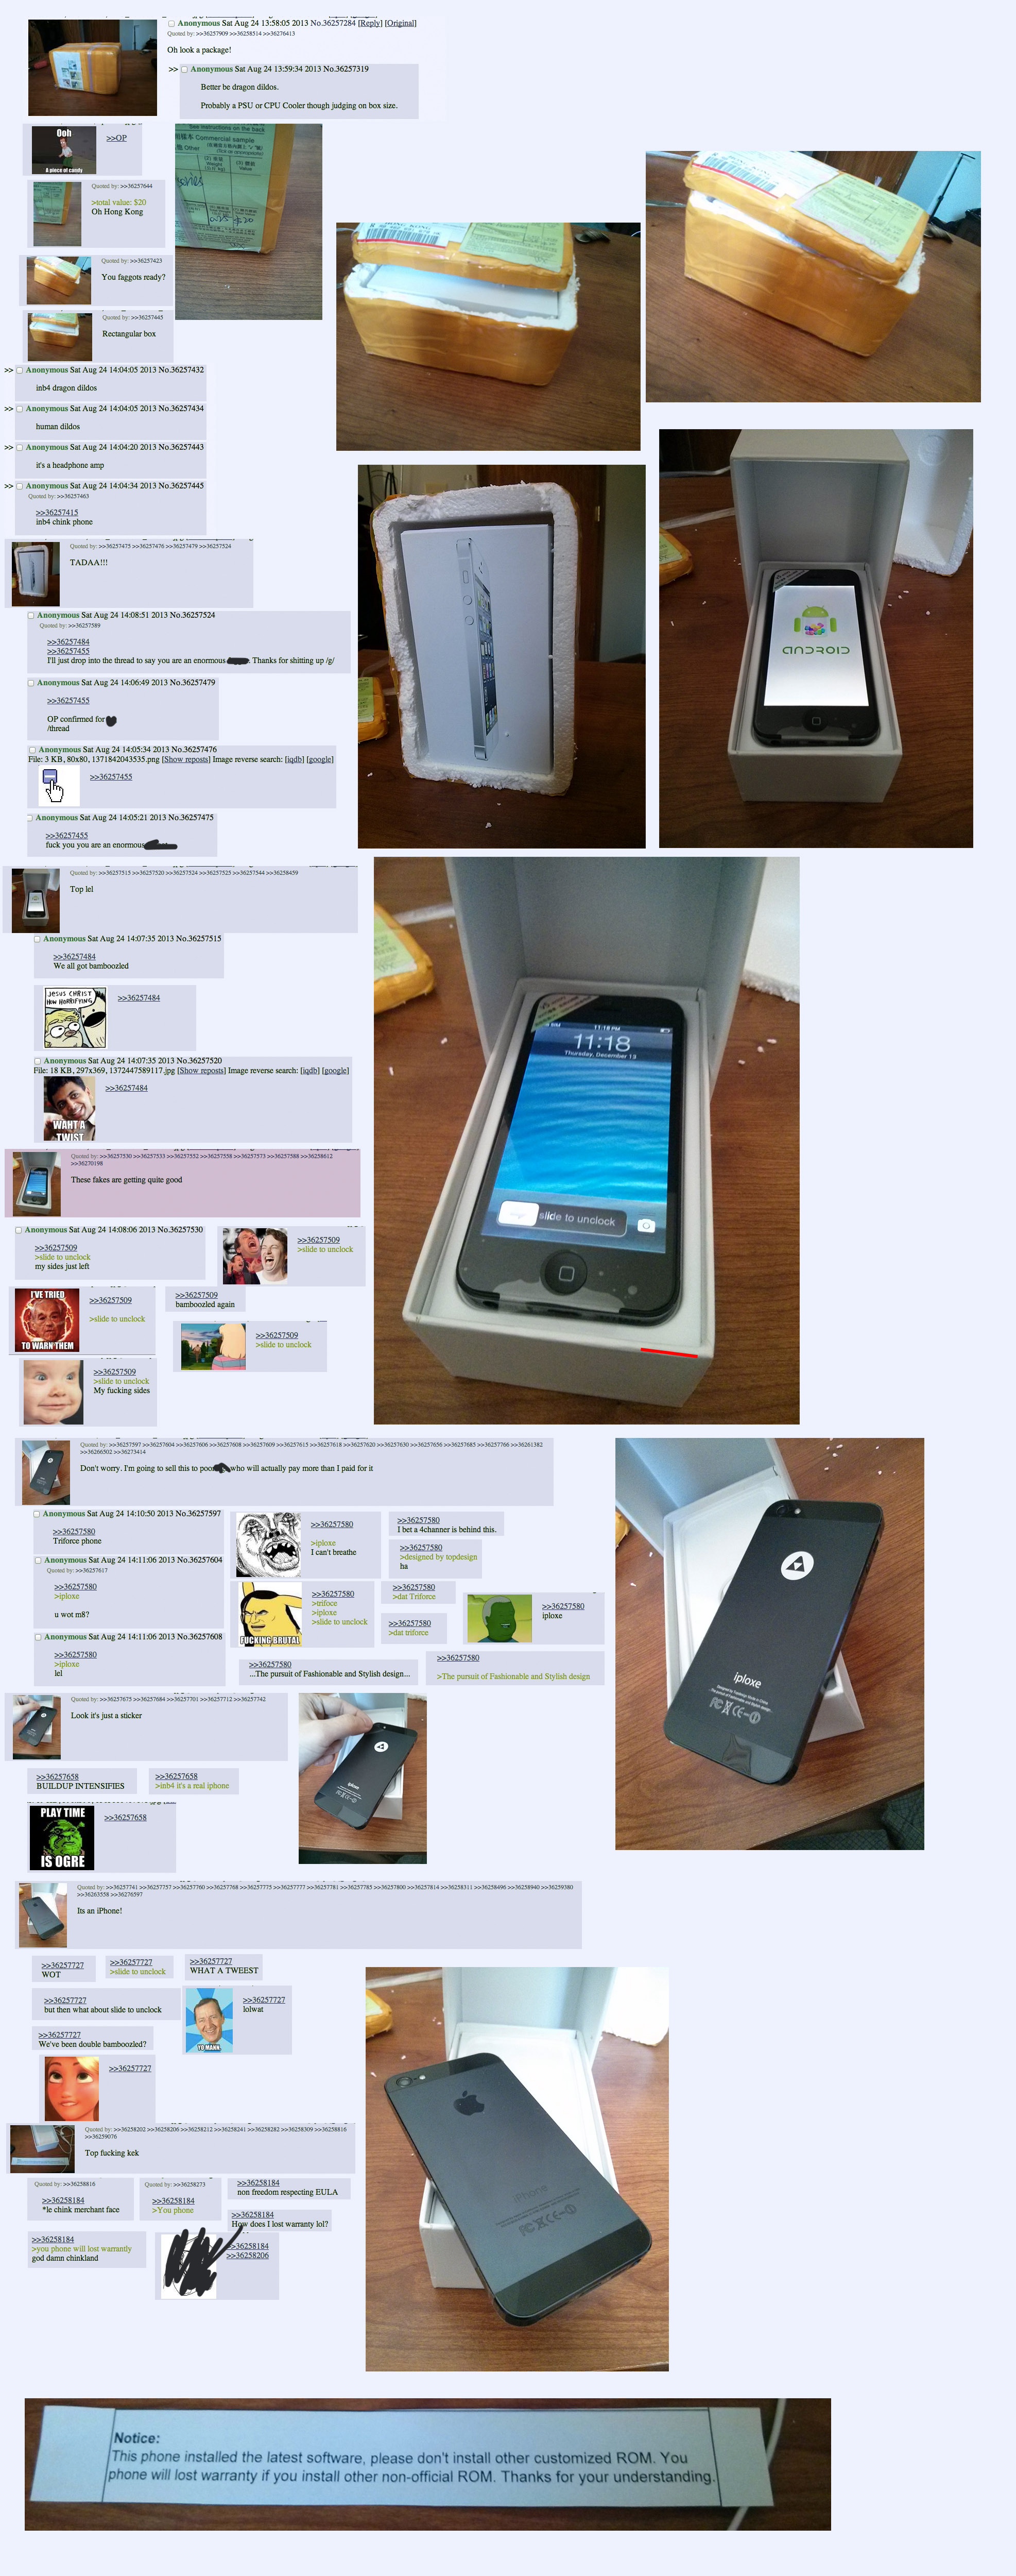 Anonymous Sat Aug 24 13:58:05 2013 No.36257284 [Reply] [Original]
Quoted by: >>36257909 >>36258514 >>36276413
Oh look a package!
>> Anonymous Sat Aug 24 13:59:34 2013 No.36257319
Better be dragon dildos.
Probably a PSU or CPU Cooler though judging on box size.
Ooh
A piece of candy
>>OP
See instructions on the back
Commercial sample
Other
Weight
Value
Quoted by: >>36257644
>total value: $20
Oh Hong Kong
Quoted by: >>36257423
You faggots ready?
Quoted by: >>36257445
Rectangular box
>> Anonymous Sat Aug 24 14:04:05 2013 No.36257432
inb4 dragon dildos
>> Anonymous Sat Aug 24 14:04:05 2013 No.36257434
human dildos
>> Anonymous Sat Aug 24 14:04:20 2013 No.36257443
it's a headphone amp
>> Anonymous Sat Aug 24 14:04:34 2013 No.36257445
Quoted by: >>36257463
>>36257415
inb4 chink phone
Quoted by: >>36257475 >>36257476 >>36257479 >>36257524
TADAA!!!
Anonymous Sat Aug 24 14:08:51 2013 No.36257524
Quoted by: >>36257589
>>36257484
>>36257455
I'll just drop into the thread to say you are an enormous . Thanks for shitting up /g/
Anonymous Sat Aug 24 14:06:49 2013 No.36257479
>>36257455
OP confirmed for
/thread
Anonymous Sat Aug 24 14:05:34 2013 No.36257476
File: 3 KB, 80x80, 1371842043535.png [Show reposts] Image reverse search: [iqdb] [google]
>>36257455
Anonymous Sat Aug 24 14:05:21 2013 No.36257475
>>36257455
fuck you you are an enormous
ANDROID
Quoted by: >>36257515 >>36257520 >>36257524 >>36257525 >>36257544 >>36258459
Top lel
Anonymous Sat Aug 24 14:07:35 2013 No.36257515
>>36257484
We all got bamboozled
JESUS CHRIST
HOW HORRIFYING
>>36257484
Anonymous Sat Aug 24 14:07:35 2013 No.36257520
File: 18 KB, 297x369, 1372447589117.jpg [Show reposts] Image reverse search: [iqdb] [google]
>>36257484
WAHT A
TWIST
11:18 PM
11:18
Thursday, December 13
slide to unclock
Quoted by: >>36257530 >>36257533 >>36257552 >>36257558 >>36257573 >>36257588 >>36258612
>>36270198
These fakes are getting quite good
Anonymous Sat Aug 24 14:08:06 2013 No.36257530
>>36257509
>slide to unclock
my sides just left
>>36257509
>slide to unclock
I'VE TRIED
TO WARN THEM
>>36257509
>slide to unclock
>>36257509
bamboozled again
>>36257509
>slide to unclock
>>36257509
>slide to unclock
My fucking sides
Quoted by: >>36257597 >>36257604 >>36257606 >>36257608 >>36257609 >>36257615 >>36257618 >>36257620 >>36257630 >>36257656 >>36257685 >>36257766 >>36261382
>>36266502 >>36273414
Don't worry. I'm going to sell this to poor who will actually pay more than I paid for it
Anonymous Sat Aug 24 14:10:50 2013 No.36257597
>>36257580
Triforce phone
>>36257580
>iploxe
I can't breathe
>>36257580
I bet a 4channer is behind this.
>>36257580
>designed by topdesign
ha
Anonymous Sat Aug 24 14:11:06 2013 No.36257604
Quoted by: >>36257617
>>36257580
>iploxe
u wot m8?
FUCKING BRUTAL
>>36257580
>trifoce
>iploxe
>slide to unclock
>>36257580
>dat Triforce
>>36257580
>dat triforce
>>36257580
iploxe
Anonymous Sat Aug 24 14:11:06 2013 No.36257608
>>36257580
>iploxe
lel
>>36257580
...The pursuit of Fashionable and Stylish design...
>>36257580
>The pursuit of Fashionable and Stylish design
iploxe
Quoted by: >>36257675 >>36257684 >>36257701 >>36257712 >>36257742
Look it's just a sticker
iploxe
>>36257658
BUILDUP INTENSIFIES
>>36257658
>inb4 it's a real iphone
PLAY TIME
IS OGRE
>>36257658
Quoted by: >>36257741 >>36257757 >>36257760 >>36257768 >>36257775 >>36257777 >>36257781 >>36257785 >>36257800 >>36257814 >>36258311 >>36258496 >>36258940 >>36259380
>>36263558 >>36276597
Its an iPhone!
>>36257727
WOT
>>36257727
>slide to unclock
>>36257727
WHAT A TWEEST
>>36257727
but then what about slide to unclock
YO MANN.
>>36257727
lolwat
>>36257727
We've been double bamboozled?
>>36257727
iPhone
Quoted by: >>36258202 >>36258206 >>36258212 >>36258241 >>36258282 >>36258309 >>36258816
>>36259076
Top fucking kek
Quoted by: >>36258816
>>36258184
*le chink merchant face
Quoted by: >>36258273
>>36258184
>You phone
>>36258184
non freedom respecting EULA
>>36258184
How does I lost warranty lol?
>>36258184
>you phone will lost warrantly
god damn chinkland
>>36258184
>>36258206
Notice:
This phone installed the latest software, please don't install other customized ROM. You
phone will lost warranty if you install other non-official ROM. Thanks for your understanding.